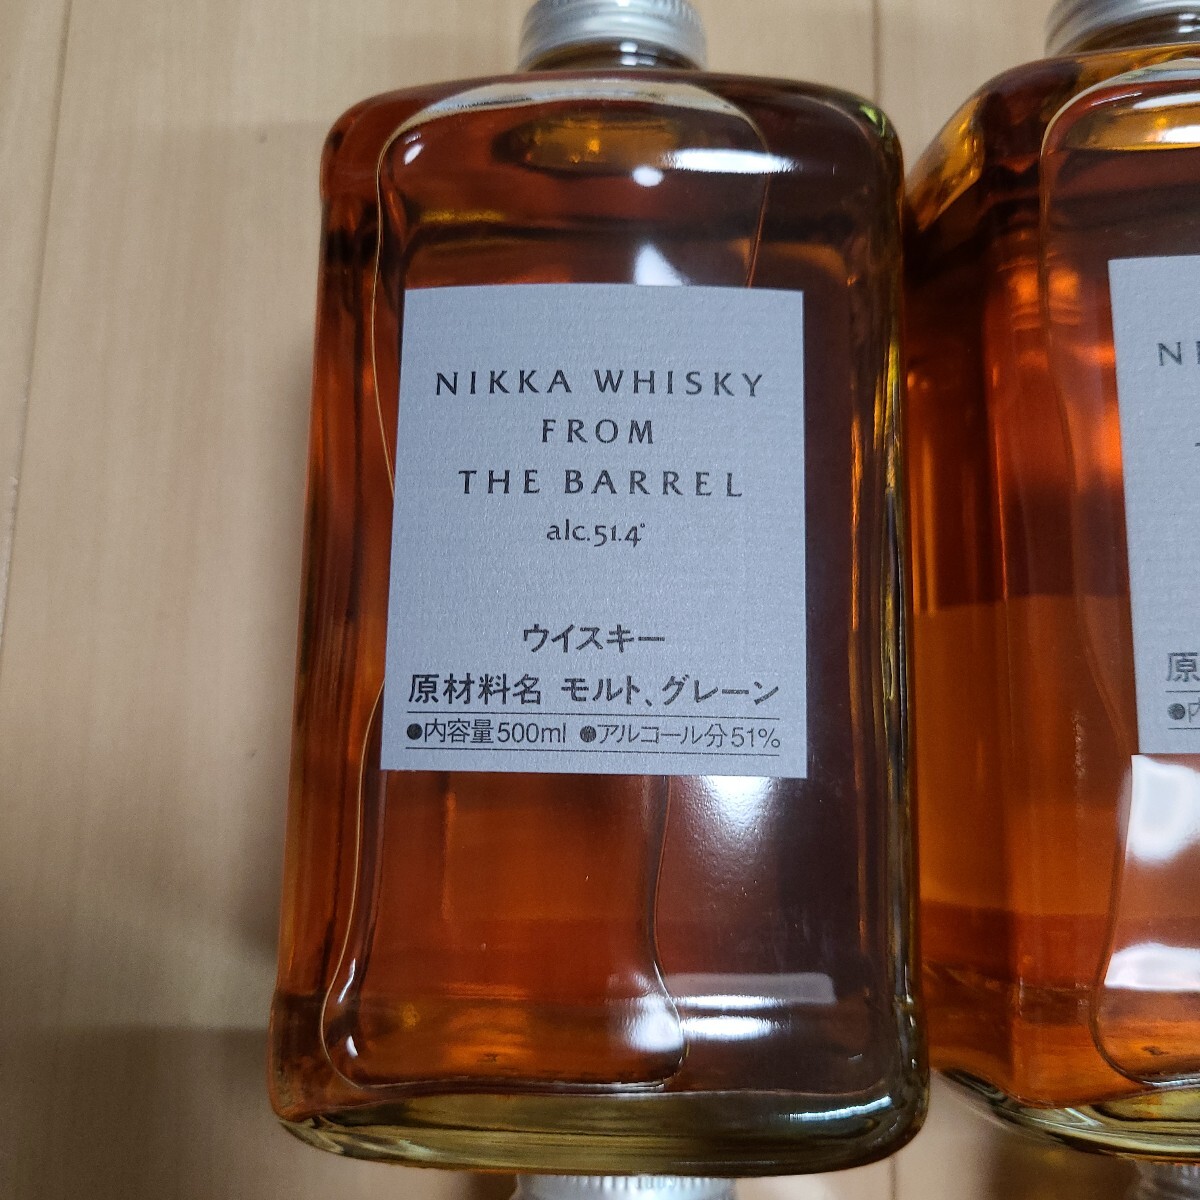 NIKKA WHISKY
FROM
THE BARREL
alc.51.4°
ウイスキー
原材料名 モルト、グレーン
●内容量500ml ●アルコール分51%
N
原
●内